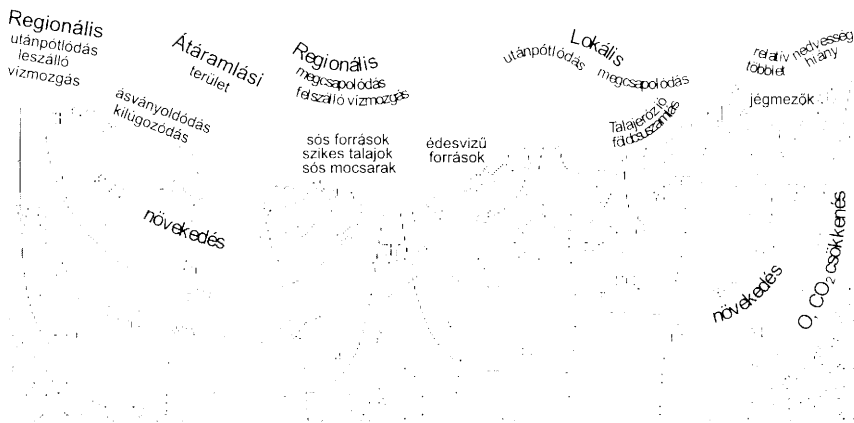 Regionális
utánpótlódás
leszálló
vízmozgás
Átáramlási
terület
ásványoldódás
kilúgozódás
növekedés
Regionális
megcsapolódás
felszálló vízmozgás
sós források
szikes talajok
sós mocsarak
édesvizű
források
Lokális
utánpótlódás
megcsapolódás
Talajerózió
földcsuszamlás
relatív nedvesség
többlet hiány
jégmezők
növekedés
O, CO₂ csökkenés